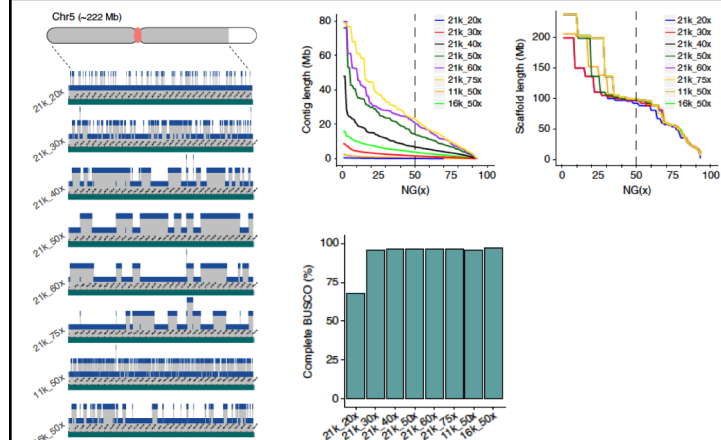 Chr5 (~222 Mb)
21k_20x
21k_30x
21k_40x
21k_50x
21k_60x
21k_75x
11k_50x
16k_50x
Contig length (Mb)
80
60
40
20
0
0
25
50
75
100
NG(x)
21k_20x
21k_30x
21k_40x
21k_50x
21k_60x
21k_75x
11k_50x
16k_50x
Scaffold length (Mb)
200
150
100
50
0
0
25
50
75
100
NG(x)
21k_20x
21k_30x
21k_40x
21k_50x
21k_60x
21k_75x
11k_50x
16k_50x
Complete BUSCO (%)
100
75
50
25
0
21k_20x
21k_30x
21k_40x
21k_50x
21k_60x
21k_75x
11k_50x
16k_50x